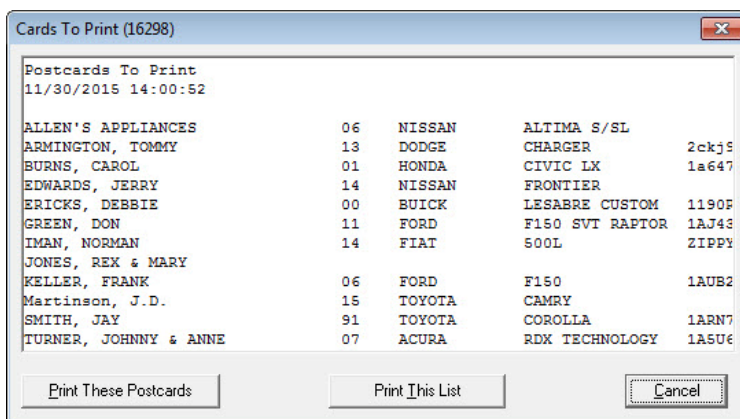 Cards To Print (16298)
Postcards To Print
11/30/2015 14:00:52
ALLEN'S APPLIANCES 06 NISSAN ALTIMA S/SL
ARMINGTON, TOMMY 13 DODGE CHARGER 2ckj9
BURNS, CAROL 01 HONDA CIVIC LX 1a647
EDWARDS, JERRY 14 NISSAN FRONTIER
ERICKS, DEBBIE 00 BUICK LESABRE CUSTOM 1190P
GREEN, DON 11 FORD F150 SVT RAPTOR 1AJ43
IMAN, NORMAN 14 FIAT 500L ZIPPY
JONES, REX & MARY
KELLER, FRANK 06 FORD F150 1AUB2
Martinson, J.D. 15 TOYOTA CAMRY
SMITH, JAY 91 TOYOTA COROLLA 1ARN7
TURNER, JOHNNY & ANNE 07 ACURA RDX TECHNOLOGY 1A5U6
Print These Postcards Print This List Cancel